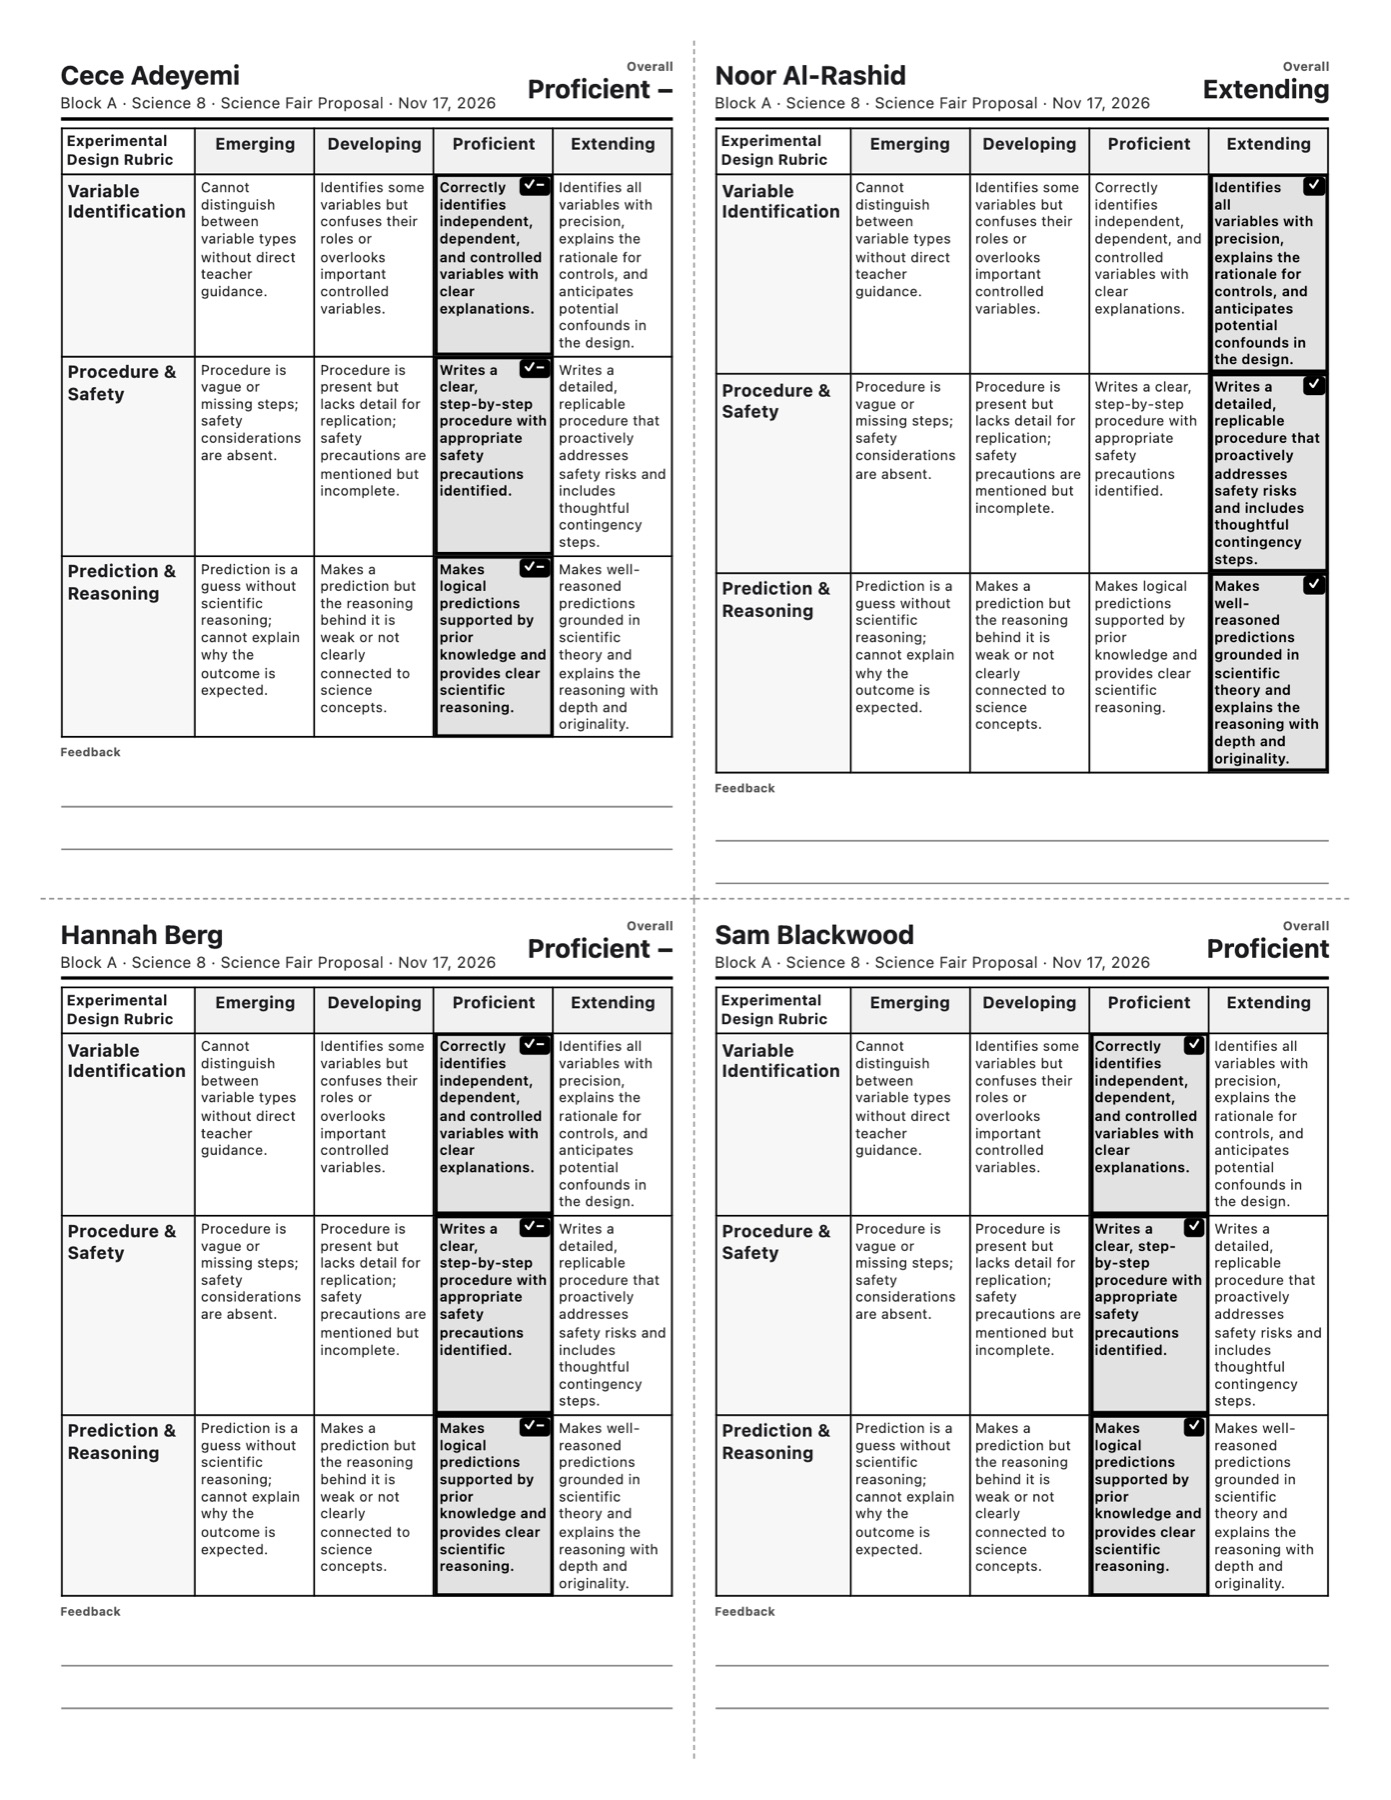 Cece Adeyemi
Block A · Science 8 · Science Fair Proposal · Nov 17, 2026
Overall
Proficient –
Experimental
Design Rubric
Emerging
Developing
Proficient
Extending
Variable
Identification
Cannot
distinguish
between
variable types
without direct
teacher
guidance.
Identifies some
variables but
confuses their
roles or
overlooks
important
controlled
variables.
✓–
Correctly
identifies
independent,
dependent,
and controlled
variables with
clear
explanations.
Identifies all
variables with
precision,
explains the
rationale for
controls, and
anticipates
potential
confounds in
the design.
Procedure &
Safety
Procedure is
vague or
missing steps;
safety
considerations
are absent.
Procedure is
present but
lacks detail for
replication;
safety
precautions are
mentioned but
incomplete.
✓–
Writes a
clear,
step-by-step
procedure with
appropriate
safety
precautions
identified.
Writes a
detailed,
replicable
procedure that
proactively
addresses
safety risks and
includes
thoughtful
contingency
steps.
Prediction &
Reasoning
Prediction is a
guess without
scientific
reasoning;
cannot explain
why the
outcome is
expected.
Makes a
prediction but
the reasoning
behind it is
weak or not
clearly
connected to
science
concepts.
✓–
Makes
logical
predictions
supported by
prior
knowledge and
provides clear
scientific
reasoning.
Makes well-
reasoned
predictions
grounded in
scientific
theory and
explains the
reasoning with
depth and
originality.
Feedback
Noor Al-Rashid
Block A · Science 8 · Science Fair Proposal · Nov 17, 2026
Overall
Extending
Experimental
Design Rubric
Emerging
Developing
Proficient
Extending
Variable
Identification
Cannot
distinguish
between
variable types
without direct
teacher
guidance.
Identifies some
variables but
confuses their
roles or
overlooks
important
controlled
variables.
Correctly
identifies
independent,
dependent, and
controlled
variables with
clear
explanations.
✓
Identifies
all
variables with
precision,
explains the
rationale for
controls, and
anticipates
potential
confounds in
the design.
Procedure &
Safety
Procedure is
vague or
missing steps;
safety
considerations
are absent.
Procedure is
present but
lacks detail for
replication;
safety
precautions are
mentioned but
incomplete.
Writes a clear,
step-by-step
procedure with
appropriate
safety
precautions
identified.
✓
Writes a
detailed,
replicable
procedure that
proactively
addresses
safety risks
and includes
thoughtful
contingency
steps.
Prediction &
Reasoning
Prediction is a
guess without
scientific
reasoning;
cannot explain
why the
outcome is
expected.
Makes a
prediction but
the reasoning
behind it is
weak or not
clearly
connected to
science
concepts.
Makes logical
predictions
supported by
prior
knowledge and
provides clear
scientific
reasoning.
✓
Makes
well-
reasoned
predictions
grounded in
scientific
theory and
explains the
reasoning with
depth and
originality.
Feedback
Hannah Berg
Block A · Science 8 · Science Fair Proposal · Nov 17, 2026
Overall
Proficient –
Experimental
Design Rubric
Emerging
Developing
Proficient
Extending
Variable
Identification
Cannot
distinguish
between
variable types
without direct
teacher
guidance.
Identifies some
variables but
confuses their
roles or
overlooks
important
controlled
variables.
✓–
Correctly
identifies
independent,
dependent,
and controlled
variables with
clear
explanations.
Identifies all
variables with
precision,
explains the
rationale for
controls, and
anticipates
potential
confounds in
the design.
Procedure &
Safety
Procedure is
vague or
missing steps;
safety
considerations
are absent.
Procedure is
present but
lacks detail for
replication;
safety
precautions are
mentioned but
incomplete.
✓–
Writes a
clear,
step-by-step
procedure with
appropriate
safety
precautions
identified.
Writes a
detailed,
replicable
procedure that
proactively
addresses
safety risks and
includes
thoughtful
contingency
steps.
Prediction &
Reasoning
Prediction is a
guess without
scientific
reasoning;
cannot explain
why the
outcome is
expected.
Makes a
prediction but
the reasoning
behind it is
weak or not
clearly
connected to
science
concepts.
✓–
Makes
logical
predictions
supported by
prior
knowledge and
provides clear
scientific
reasoning.
Makes well-
reasoned
predictions
grounded in
scientific
theory and
explains the
reasoning with
depth and
originality.
Feedback
Sam Blackwood
Block A · Science 8 · Science Fair Proposal · Nov 17, 2026
Overall
Proficient
Experimental
Design Rubric
Emerging
Developing
Proficient
Extending
Variable
Identification
Cannot
distinguish
between
variable types
without direct
teacher
guidance.
Identifies some
variables but
confuses their
roles or
overlooks
important
controlled
variables.
✓
Correctly
identifies
independent,
dependent,
and controlled
variables with
clear
explanations.
Identifies all
variables with
precision,
explains the
rationale for
controls, and
anticipates
potential
confounds in
the design.
Procedure &
Safety
Procedure is
vague or
missing steps;
safety
considerations
are absent.
Procedure is
present but
lacks detail for
replication;
safety
precautions are
mentioned but
incomplete.
✓
Writes a
clear, step-
by-step
procedure with
appropriate
safety
precautions
identified.
Writes a
detailed,
replicable
procedure that
proactively
addresses
safety risks and
includes
thoughtful
contingency
steps.
Prediction &
Reasoning
Prediction is a
guess without
scientific
reasoning;
cannot explain
why the
outcome is
expected.
Makes a
prediction but
the reasoning
behind it is
weak or not
clearly
connected to
science
concepts.
✓
Makes
logical
predictions
supported by
prior
knowledge and
provides clear
scientific
reasoning.
Makes well-
reasoned
predictions
grounded in
scientific
theory and
explains the
reasoning with
depth and
originality.
Feedback